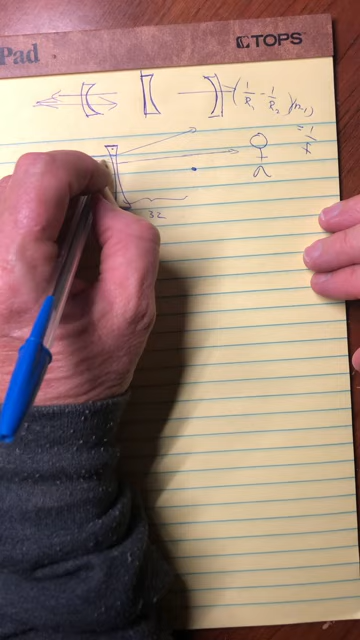 Pad
TOPS
(1/R₁ - 1/R₂)(n-1)
= 1/f
32